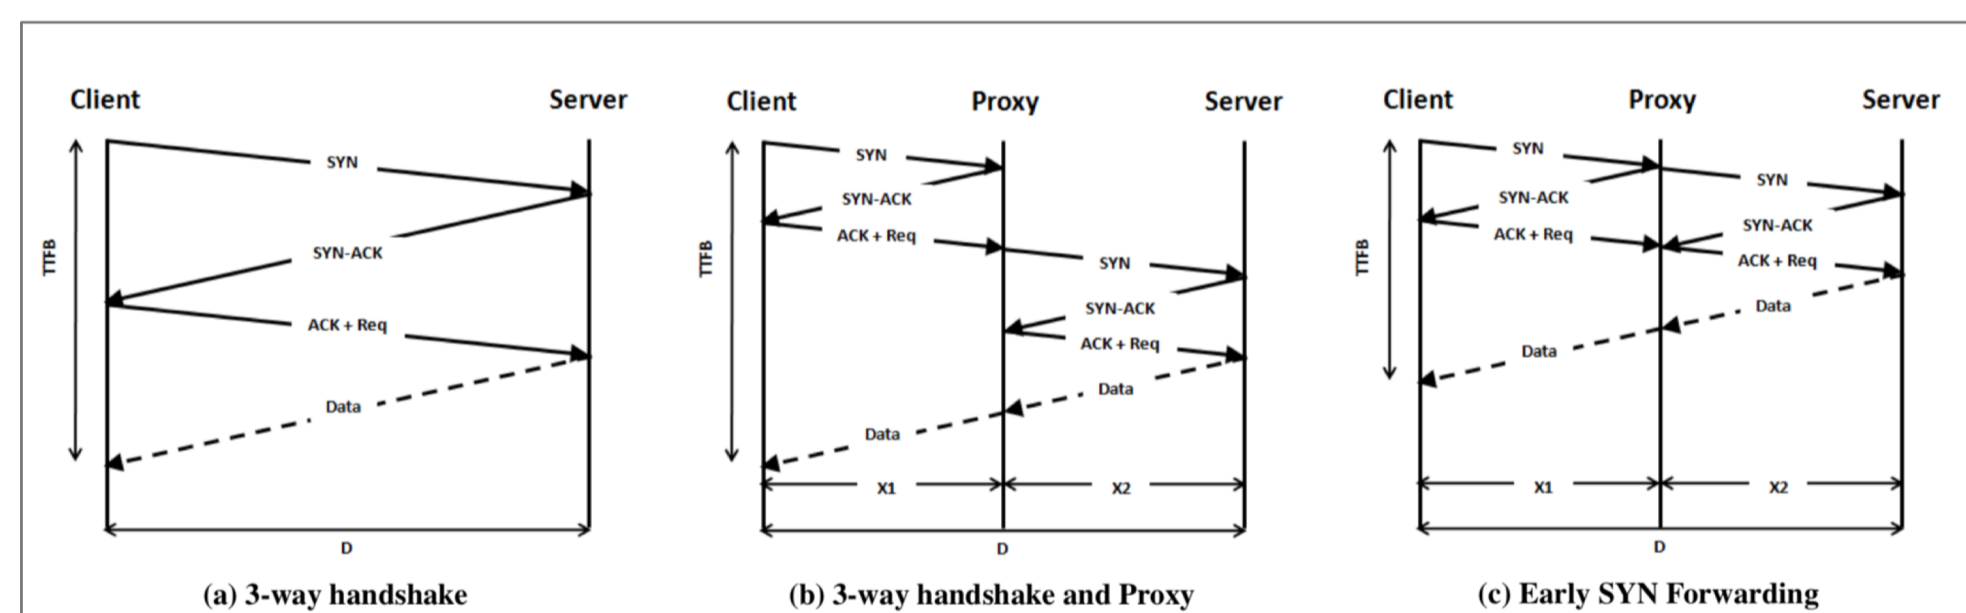 Client Server
SYN
SYN-ACK
TTFB
ACK + Req
Data
D
(a) 3-way handshake
Client Proxy Server
SYN
SYN-ACK
ACK + Req
TTFB
SYN
SYN-ACK
ACK + Req
Data
Data
X1 X2
D
(b) 3-way handshake and Proxy
Client Proxy Server
SYN
SYN
SYN-ACK
SYN-ACK
ACK + Req
TTFB
ACK + Req
Data
Data
X1 X2
D
(c) Early SYN Forwarding